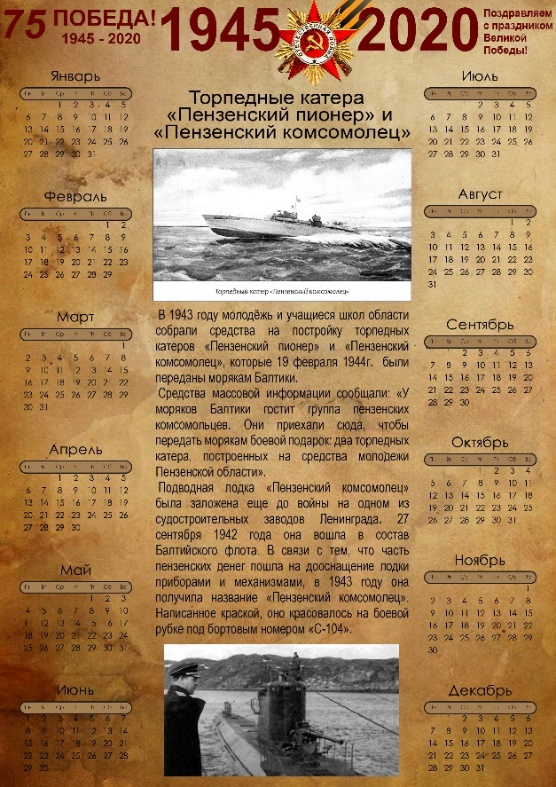 75 ПОБЕДА!
1945 - 2020
1945 2020
Поздравляем
с праздником
Великой
Победы!
Январь
Пн Вт Ср Чт Пт Сб Вс
1 2 3 4 5
6 7 8 9 10 11 12
13 14 15 16 17 18 19
20 21 22 23 24 25 26
27 28 29 30 31
Февраль
Пн Вт Ср Чт Пт Сб Вс
1 2
3 4 5 6 7 8 9
10 11 12 13 14 15 16
17 18 19 20 21 22 23
24 25 26 27 28 29
Март
Пн Вт Ср Чт Пт Сб Вс
1
2 3 4 5 6 7 8
9 10 11 12 13 14 15
16 17 18 19 20 21 22
23 24 25 26 27 28 29
30 31
Апрель
Пн Вт Ср Чт Пт Сб Вс
1 2 3 4 5
6 7 8 9 10 11 12
13 14 15 16 17 18 19
20 21 22 23 24 25 26
27 28 29 30
Май
Пн Вт Ср Чт Пт Сб Вс
1 2 3
4 5 6 7 8 9 10
11 12 13 14 15 16 17
18 19 20 21 22 23 24
25 26 27 28 29 30 31
Июнь
Пн Вт Ср Чт Пт Сб Вс
1 2 3 4 5 6 7
8 9 10 11 12 13 14
15 16 17 18 19 20 21
22 23 24 25 26 27 28
29 30
Торпедные катера
«Пензенский пионер» и
«Пензенский комсомолец»
Торпедный катер «Пензенский комсомолец»
В 1943 году молодёжь и учащиеся школ области
собрали средства на постройку торпедных
катеров «Пензенский пионер» и «Пензенский
комсомолец», которые 19 февраля 1944г. были
переданы морякам Балтики.
Средства массовой информации сообщали: «У
моряков Балтики гостит группа пензенских
комсомольцев. Они приехали сюда, чтобы
передать морякам боевой подарок: два торпедных
катера, построенных на средства молодежи
Пензенской области».
Подводная лодка «Пензенский комсомолец»
была заложена еще до войны на одном из
судостроительных заводов Ленинграда. 27
сентября 1942 года она вошла в состав
Балтийского флота. В связи с тем, что часть
пензенских денег пошла на дооснащение лодки
приборами и механизмами, в 1943 году она
получила название «Пензенский комсомолец».
Написанное краской, оно красовалось на боевой
рубке под бортовым номером «С-104».
Июль
Пн Вт Ср Чт Пт Сб Вс
1 2 3 4 5
6 7 8 9 10 11 12
13 14 15 16 17 18 19
20 21 22 23 24 25 26
27 28 29 30 31
Август
Пн Вт Ср Чт Пт Сб Вс
1 2
3 4 5 6 7 8 9
10 11 12 13 14 15 16
17 18 19 20 21 22 23
24 25 26 27 28 29 30
31
Сентябрь
Пн Вт Ср Чт Пт Сб Вс
1 2 3 4 5 6
7 8 9 10 11 12 13
14 15 16 17 18 19 20
21 22 23 24 25 26 27
28 29 30
Октябрь
Пн Вт Ср Чт Пт Сб Вс
1 2 3 4
5 6 7 8 9 10 11
12 13 14 15 16 17 18
19 20 21 22 23 24 25
26 27 28 29 30 31
Ноябрь
Пн Вт Ср Чт Пт Сб Вс
1
2 3 4 5 6 7 8
9 10 11 12 13 14 15
16 17 18 19 20 21 22
23 24 25 26 27 28 29
30
Декабрь
Пн Вт Ср Чт Пт Сб Вс
1 2 3 4 5 6
7 8 9 10 11 12 13
14 15 16 17 18 19 20
21 22 23 24 25 26 27
28 29 30 31